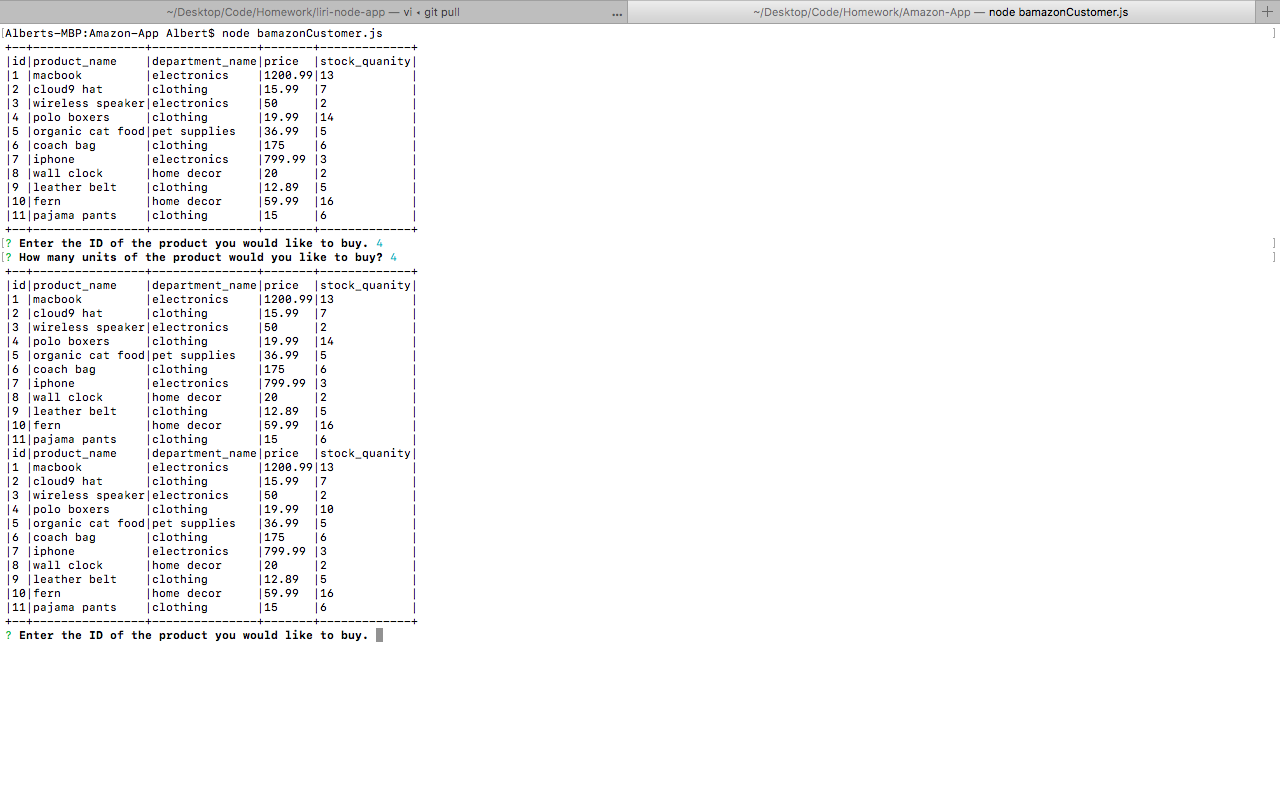 ~/Desktop/Code/Homework/liri-node-app — vi • git pull ... ~/Desktop/Code/Homework/Amazon-App — node bamazonCustomer.js +
[Alberts-MBP:Amazon-App Albert$ node bamazonCustomer.js ]
+--+----------------+---------------+-------+-------------+
|id|product_name    |department_name|price  |stock_quanity|
|1 |macbook         |electronics    |1200.99|13           |
|2 |cloud9 hat      |clothing       |15.99  |7            |
|3 |wireless speaker|electronics    |50     |2            |
|4 |polo boxers     |clothing       |19.99  |14           |
|5 |organic cat food|pet supplies   |36.99  |5            |
|6 |coach bag       |clothing       |175    |6            |
|7 |iphone          |electronics    |799.99 |3            |
|8 |wall clock      |home decor     |20     |2            |
|9 |leather belt    |clothing       |12.89  |5            |
|10|fern            |home decor     |59.99  |16           |
|11|pajama pants    |clothing       |15     |6            |
+--+----------------+---------------+-------+-------------+
[? Enter the ID of the product you would like to buy. 4 ]
[? How many units of the product would you like to buy? 4 ]
+--+----------------+---------------+-------+-------------+
|id|product_name    |department_name|price  |stock_quanity|
|1 |macbook         |electronics    |1200.99|13           |
|2 |cloud9 hat      |clothing       |15.99  |7            |
|3 |wireless speaker|electronics    |50     |2            |
|4 |polo boxers     |clothing       |19.99  |14           |
|5 |organic cat food|pet supplies   |36.99  |5            |
|6 |coach bag       |clothing       |175    |6            |
|7 |iphone          |electronics    |799.99 |3            |
|8 |wall clock      |home decor     |20     |2            |
|9 |leather belt    |clothing       |12.89  |5            |
|10|fern            |home decor     |59.99  |16           |
|11|pajama pants    |clothing       |15     |6            |
|id|product_name    |department_name|price  |stock_quanity|
|1 |macbook         |electronics    |1200.99|13           |
|2 |cloud9 hat      |clothing       |15.99  |7            |
|3 |wireless speaker|electronics    |50     |2            |
|4 |polo boxers     |clothing       |19.99  |10           |
|5 |organic cat food|pet supplies   |36.99  |5            |
|6 |coach bag       |clothing       |175    |6            |
|7 |iphone          |electronics    |799.99 |3            |
|8 |wall clock      |home decor     |20     |2            |
|9 |leather belt    |clothing       |12.89  |5            |
|10|fern            |home decor     |59.99  |16           |
|11|pajama pants    |clothing       |15     |6            |
+--+----------------+---------------+-------+-------------+
? Enter the ID of the product you would like to buy.